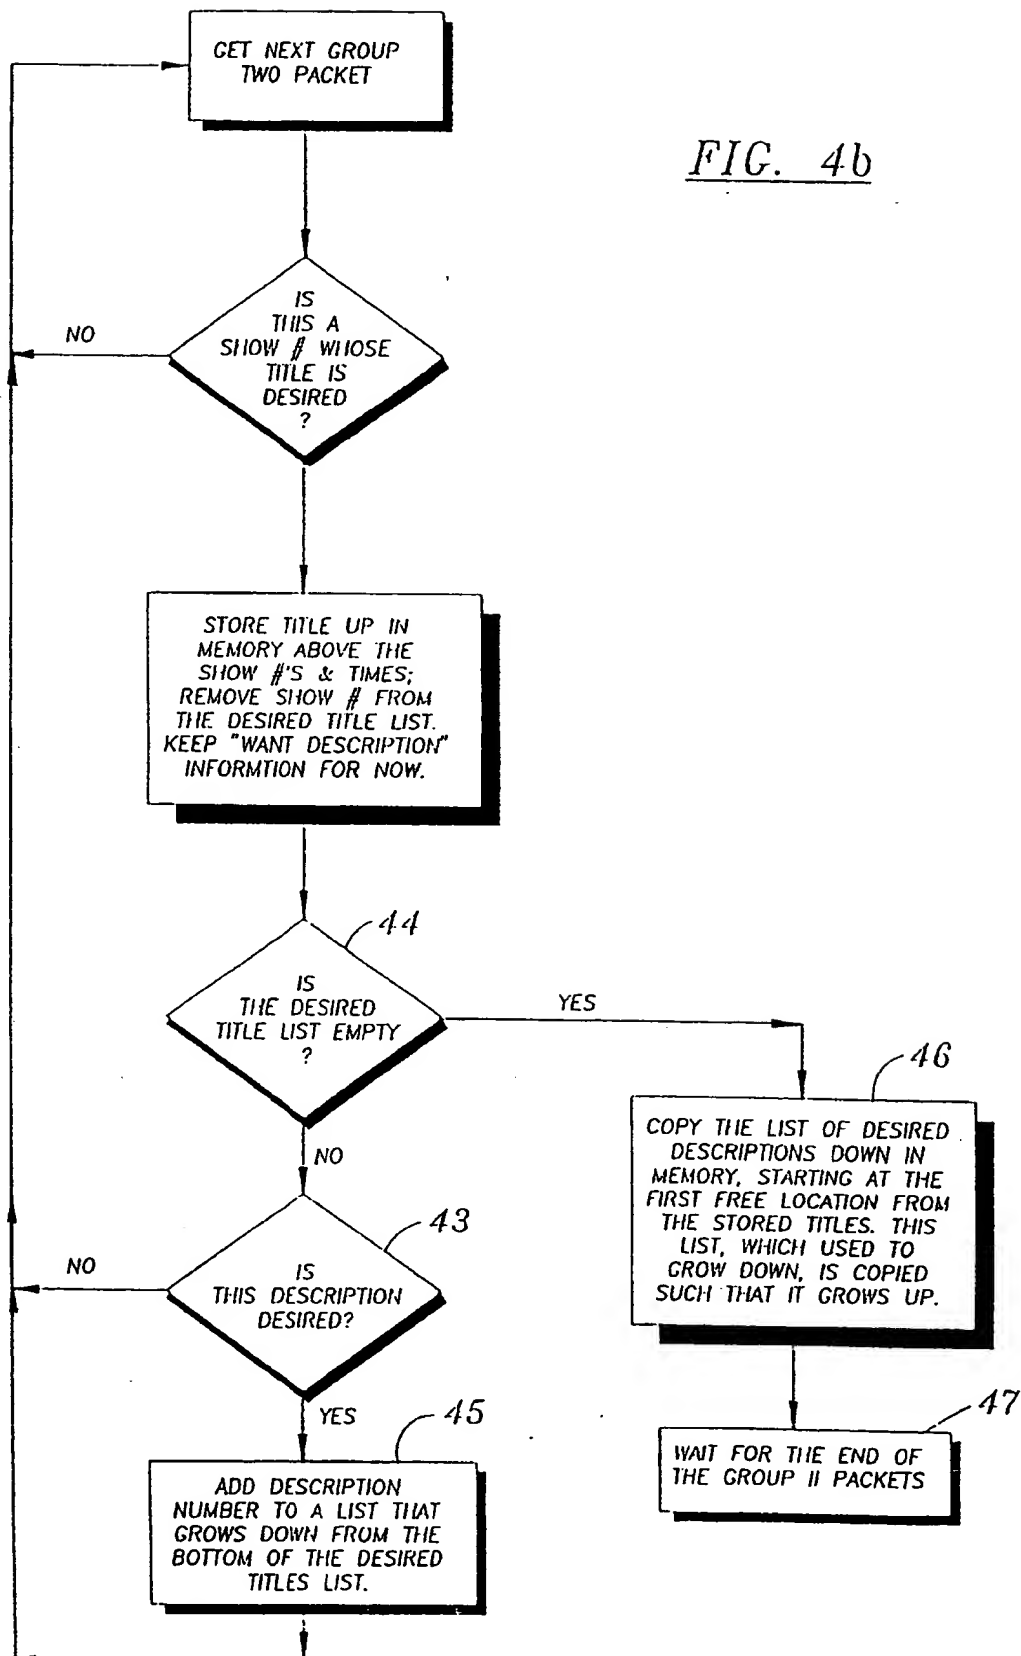 GET NEXT GROUP
TWO PACKET
FIG. 4b
IS
THIS A
SHOW # WHOSE
TITLE IS
DESIRED
?
NO
STORE TITLE UP IN
MEMORY ABOVE THE
SHOW #'S & TIMES;
REMOVE SHOW # FROM
THE DESIRED TITLE LIST.
KEEP "WANT DESCRIPTION"
INFORMTION FOR NOW.
44
IS
THE DESIRED
TITLE LIST EMPTY
?
YES
NO
46
COPY THE LIST OF DESIRED
DESCRIPTIONS DOWN IN
MEMORY, STARTING AT THE
FIRST FREE LOCATION FROM
THE STORED TITLES. THIS
LIST, WHICH USED TO
GROW DOWN, IS COPIED
SUCH THAT IT GROWS UP.
43
IS
THIS DESCRIPTION
DESIRED?
NO
YES
45
ADD DESCRIPTION
NUMBER TO A LIST THAT
GROWS DOWN FROM THE
BOTTOM OF THE DESIRED
TITLES LIST.
47
WAIT FOR THE END OF
THE GROUP II PACKETS